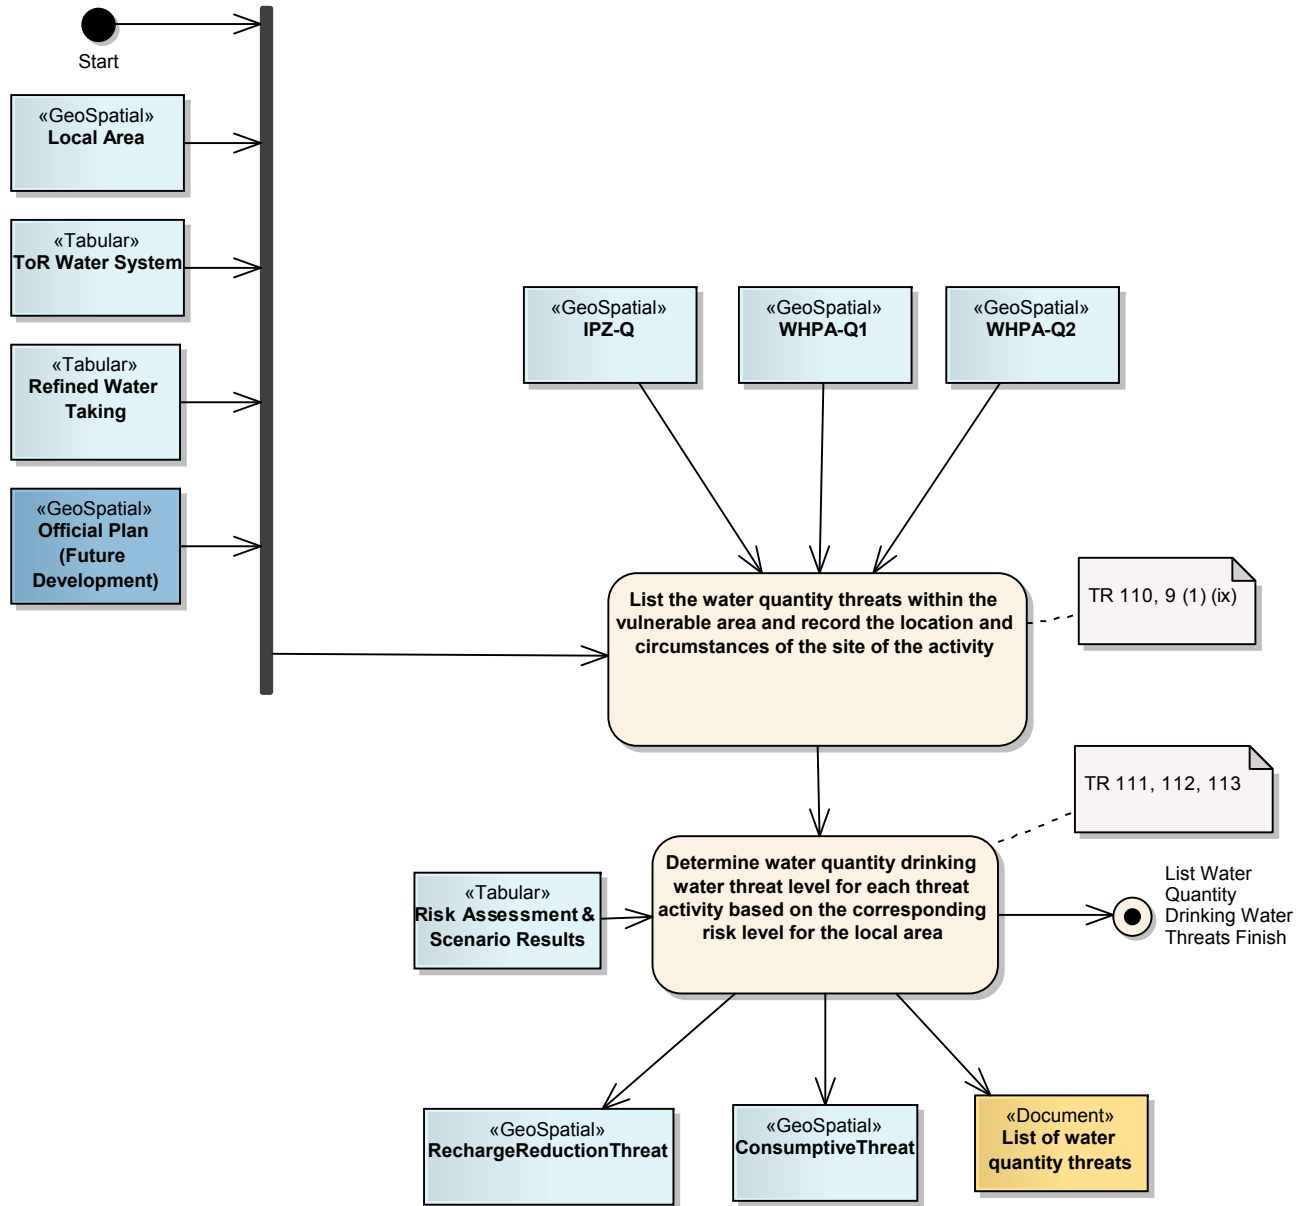 Start
«GeoSpatial»
Local Area
«Tabular»
ToR Water System
«Tabular»
Refined Water
Taking
«GeoSpatial»
Official Plan
(Future
Development)
«GeoSpatial»
IPZ-Q
«GeoSpatial»
WHPA-Q1
«GeoSpatial»
WHPA-Q2
List the water quantity threats within the
vulnerable area and record the location and
circumstances of the site of the activity
TR 110, 9 (1) (ix)
TR 111, 112, 113
«Tabular»
Risk Assessment &
Scenario Results
Determine water quantity drinking
water threat level for each threat
activity based on the corresponding
risk level for the local area
List Water
Quantity
Drinking Water
Threats Finish
«GeoSpatial»
RechargeReductionThreat
«GeoSpatial»
ConsumptiveThreat
«Document»
List of water
quantity threats